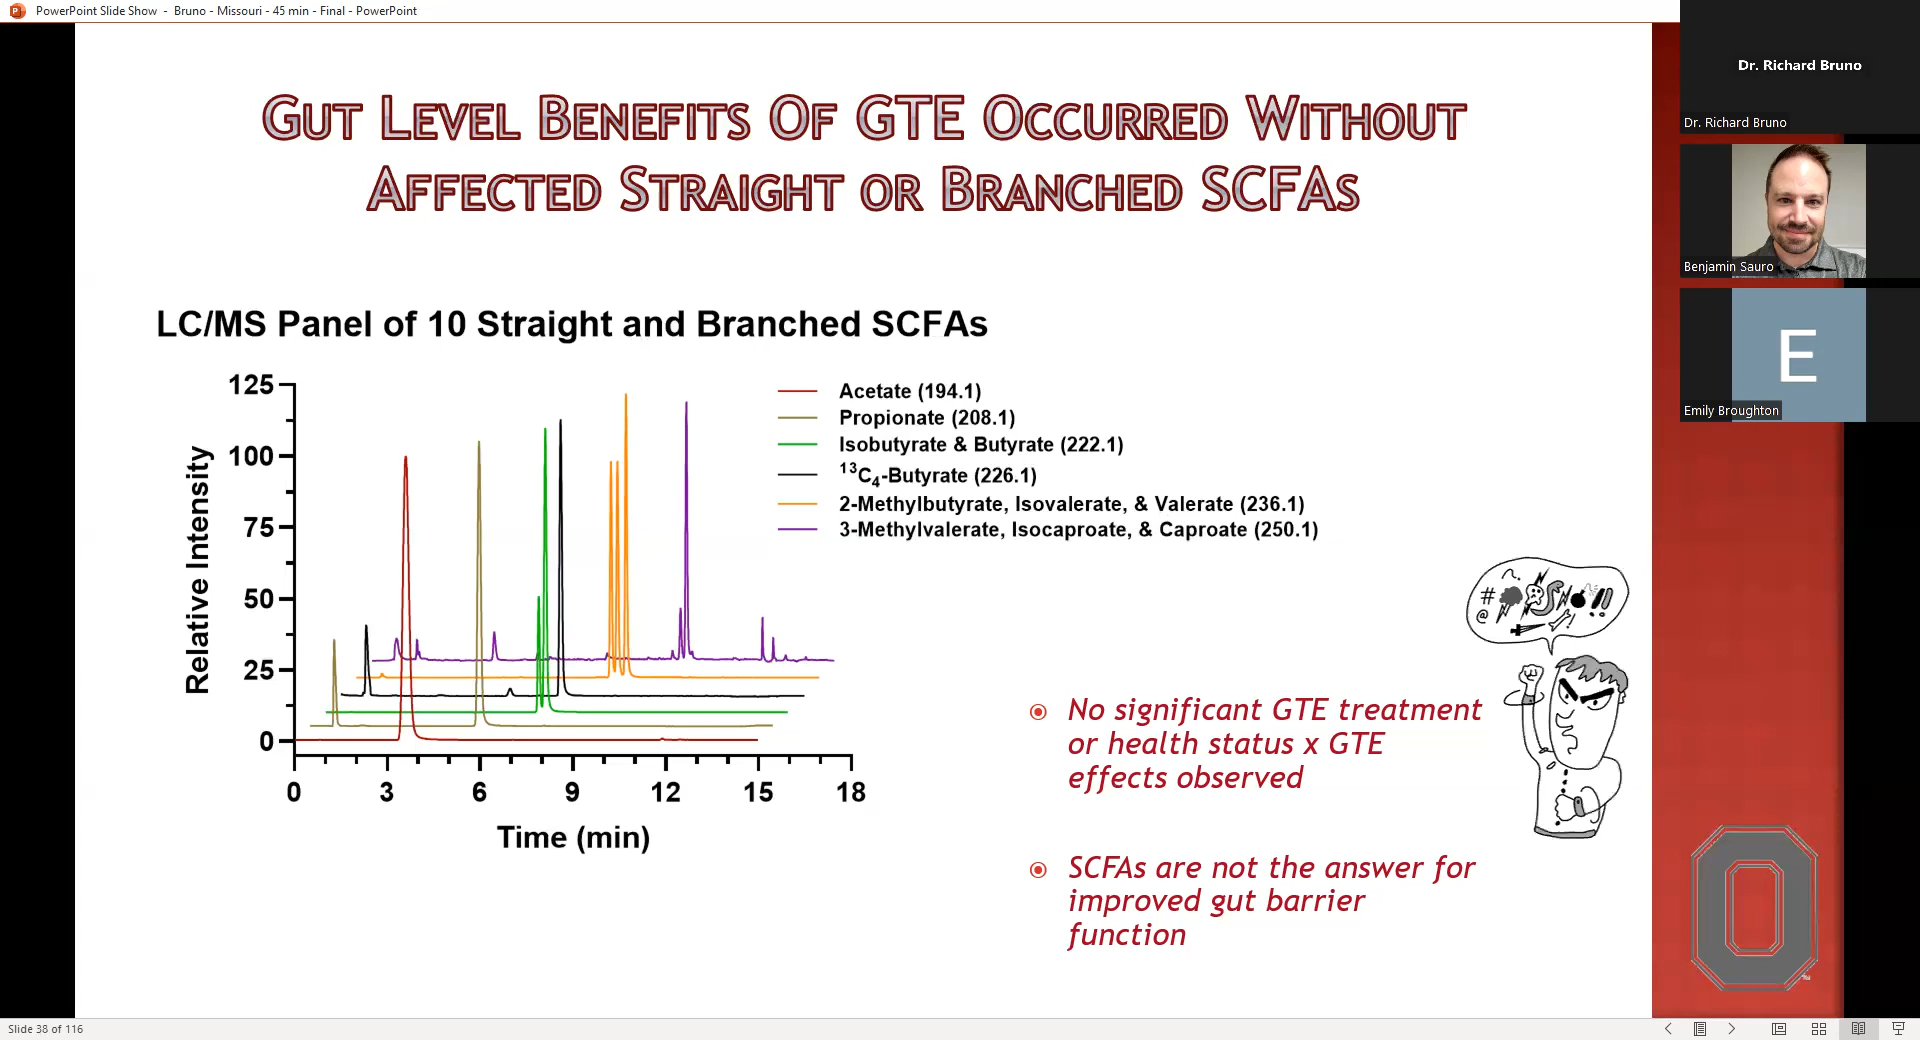 PowerPoint Slide Show - Bruno - Missouri - 45 min - Final - PowerPoint
GUT LEVEL BENEFITS OF GTE OCCURRED WITHOUT
AFFECTED STRAIGHT OR BRANCHED SCFAS
LC/MS Panel of 10 Straight and Branched SCFAs
125
100
75
50
25
0
Relative Intensity
0 3 6 9 12 15 18
Time (min)
Acetate (194.1)
Propionate (208.1)
Isobutyrate & Butyrate (222.1)
¹³C₄-Butyrate (226.1)
2-Methylbutyrate, Isovalerate, & Valerate (236.1)
3-Methylvalerate, Isocaproate, & Caproate (250.1)
#
@
No significant GTE treatment
or health status x GTE
effects observed
SCFAs are not the answer for
improved gut barrier
function
Dr. Richard Bruno
Dr. Richard Bruno
Benjamin Sauro
E
Emily Broughton
O
Slide 38 of 116